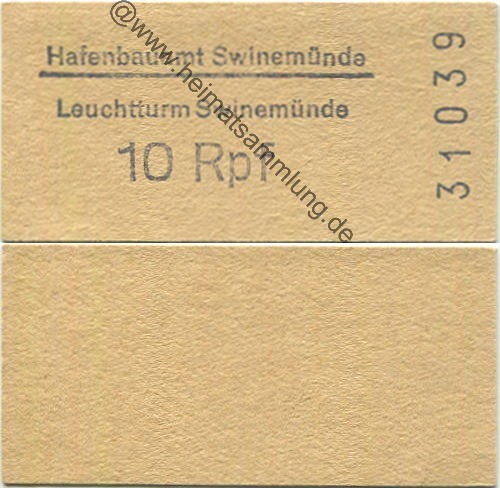 Hafenbauamt Swinemünde
Leuchtturm Swinemünde
10 Rpf
31039
@www.heimatsammlung.de